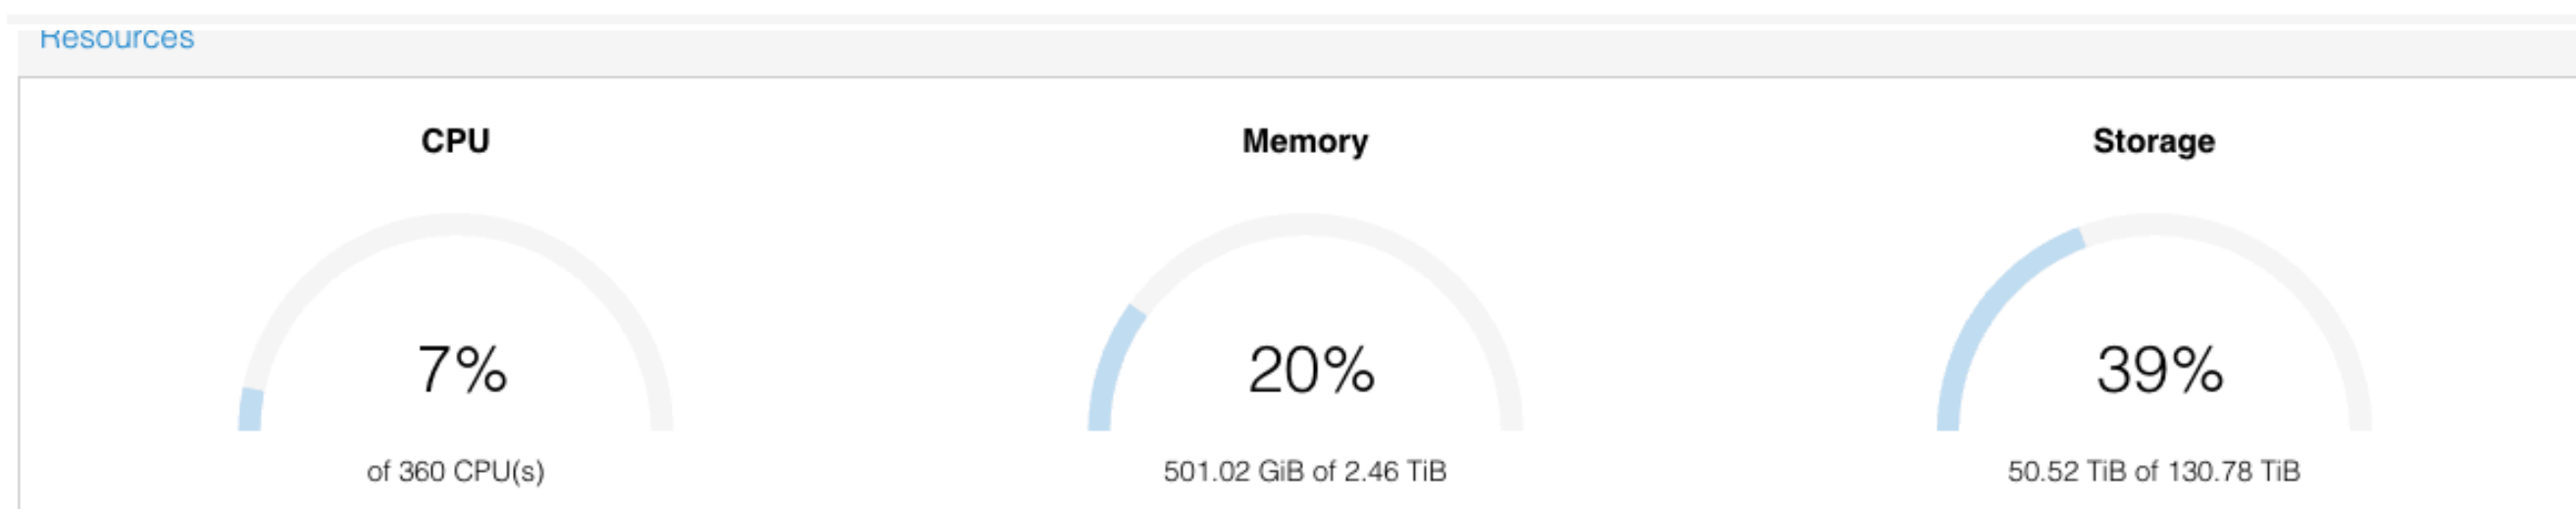 Resources
CPU
Memory
Storage
7%
20%
39%
of 360 CPU(s)
501.02 GiB of 2.46 TiB
50.52 TiB of 130.78 TiB